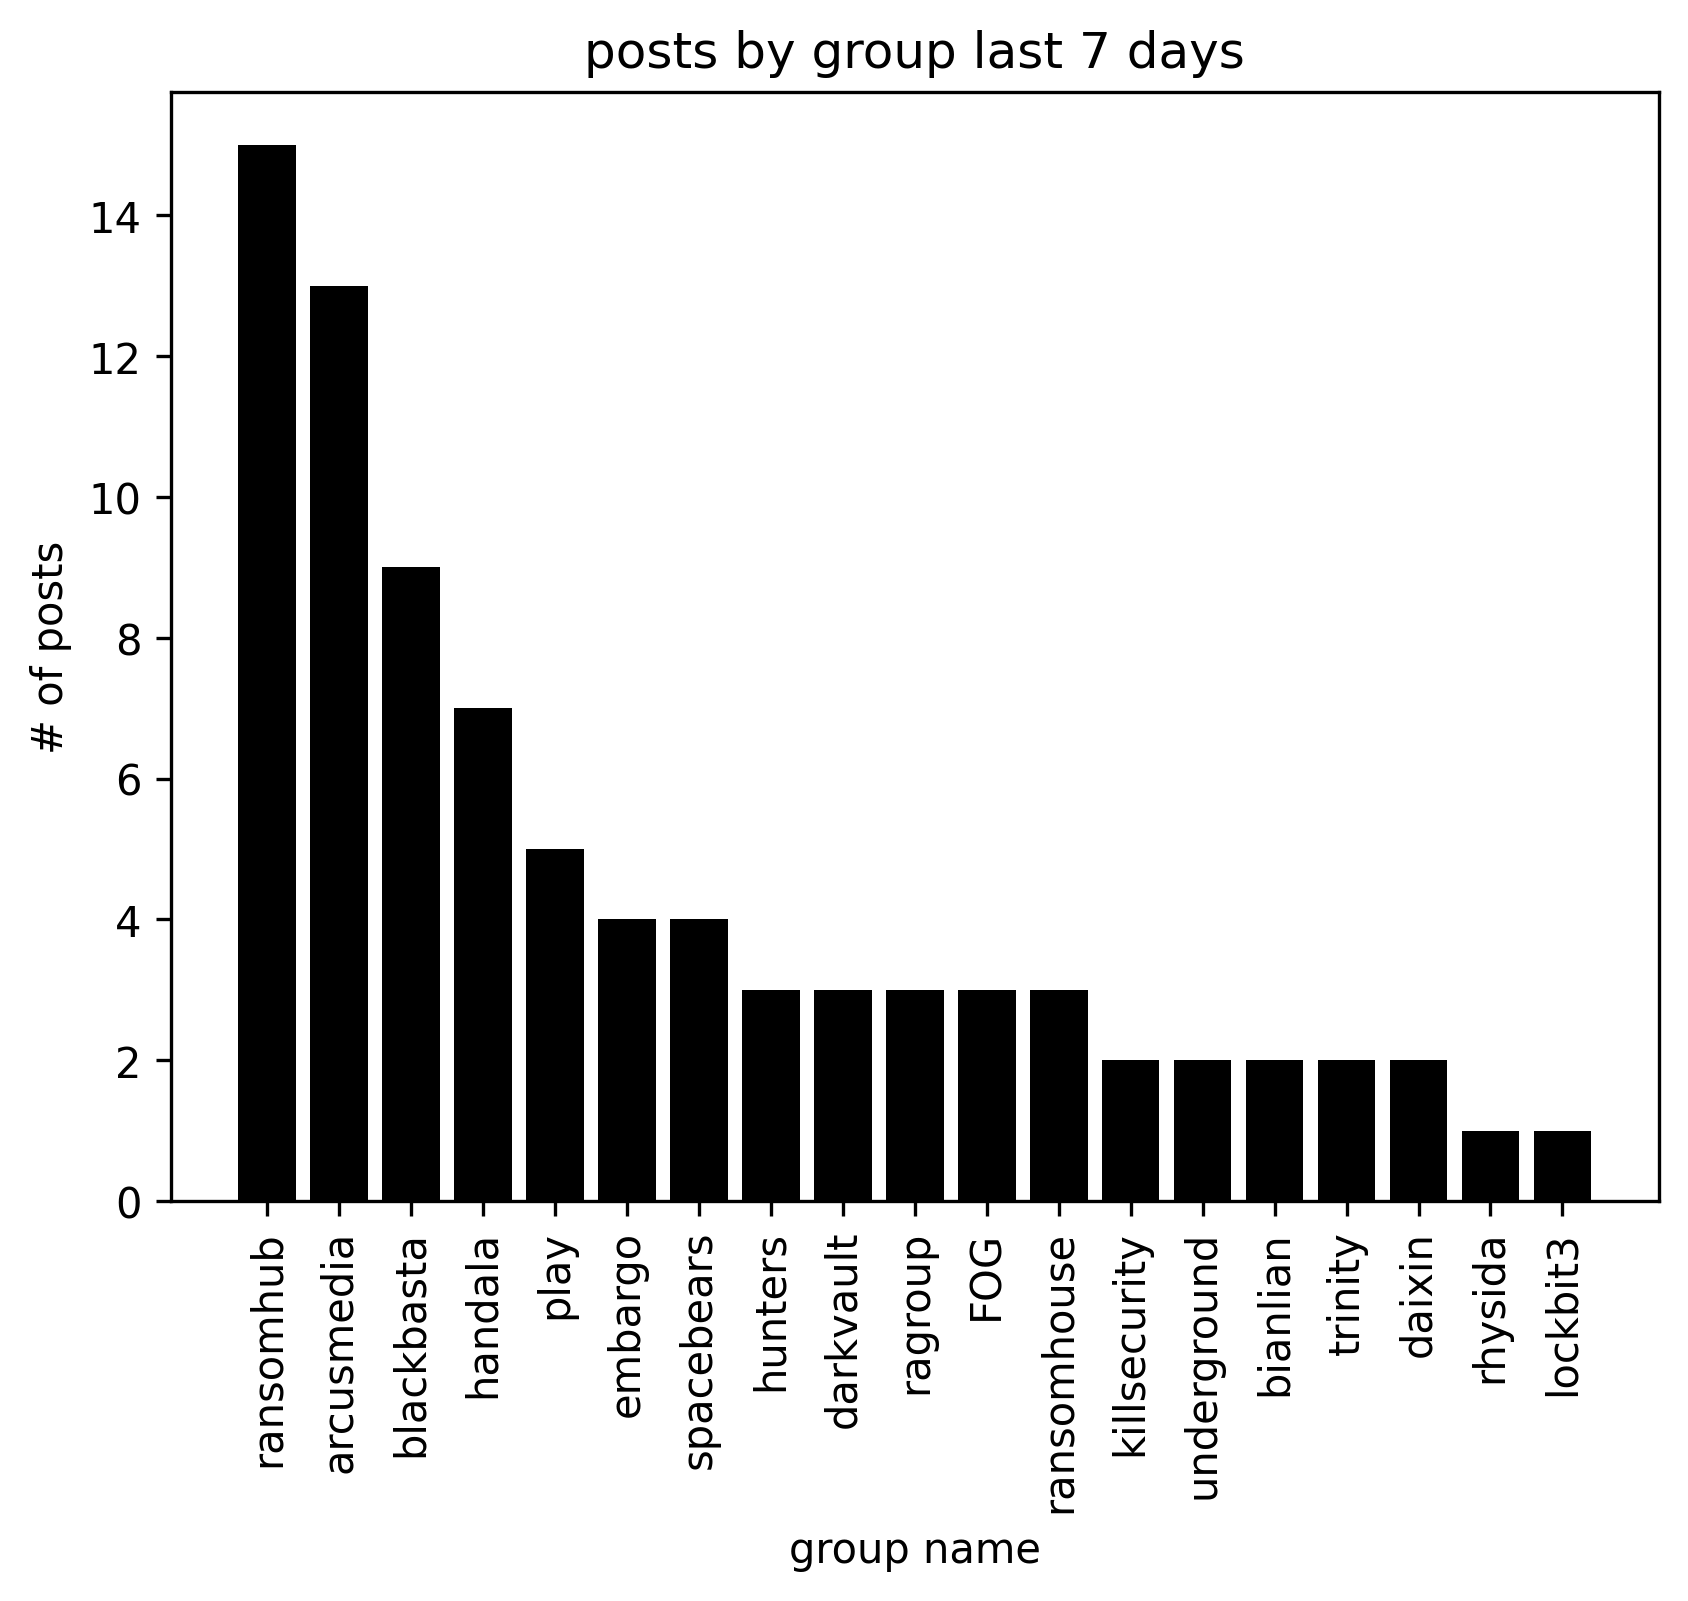 posts by group last 7 days
# of posts
14
12
10
8
6
4
2
0
ransomhub
arcusmedia
blackbasta
handala
play
embargo
spacebears
hunters
darkvault
ragroup
FOG
ransomhouse
killsecurity
underground
bianlian
trinity
daixin
rhysida
lockbit3
group name